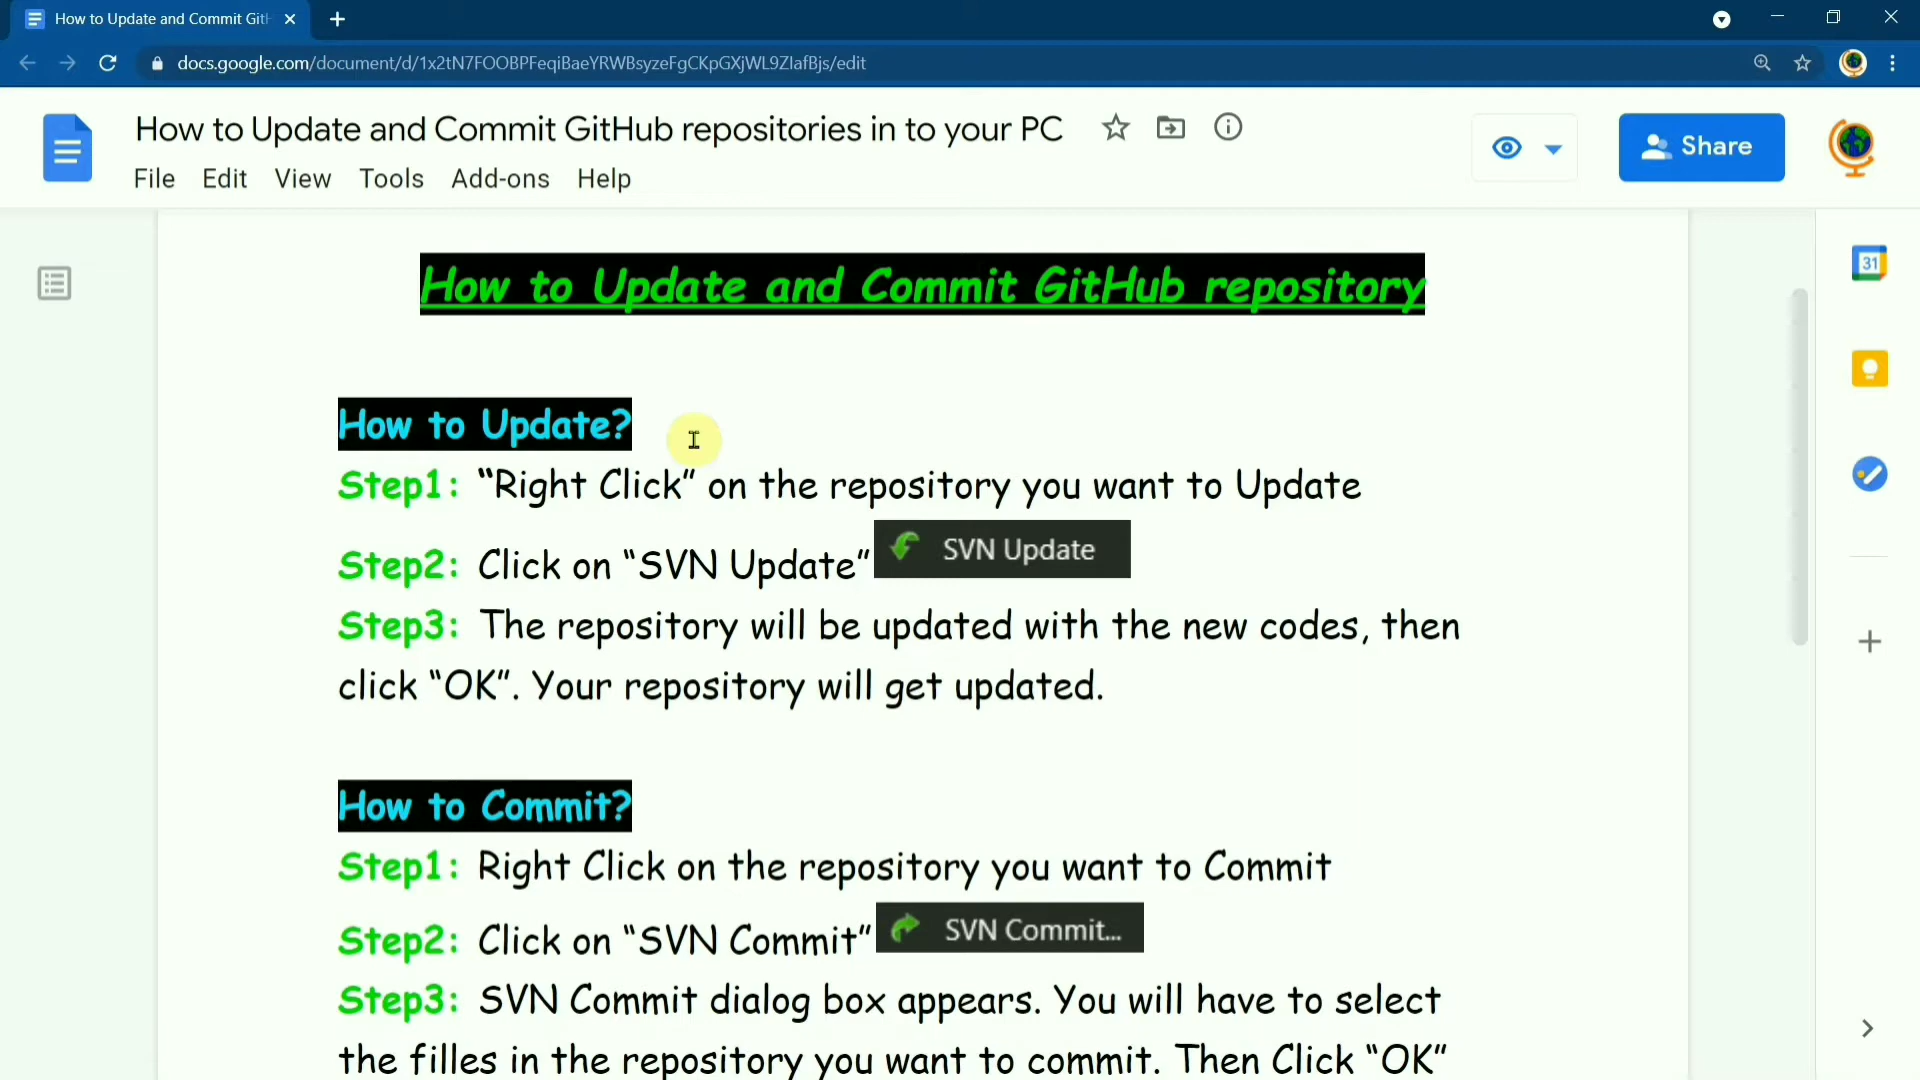 How to Update and Commit Git
docs.google.com/document/d/1x2tN7FOOBPFeqiBaeYRWBsyzeFgCKpGXjWL9ZlafBjs/edit
How to Update and Commit GitHub repositories in to your PC
Share
File Edit View Tools Add-ons Help
31
How to Update and Commit GitHub repository
How to Update?
Step1: “Right Click” on the repository you want to Update
Step2: Click on “SVN Update” SVN Update
Step3: The repository will be updated with the new codes, then
click “OK”. Your repository will get updated.
How to Commit?
Step1: Right Click on the repository you want to Commit
Step2: Click on “SVN Commit” SVN Commit...
Step3: SVN Commit dialog box appears. You will have to select
the filles in the repository you want to commit. Then Click “OK”